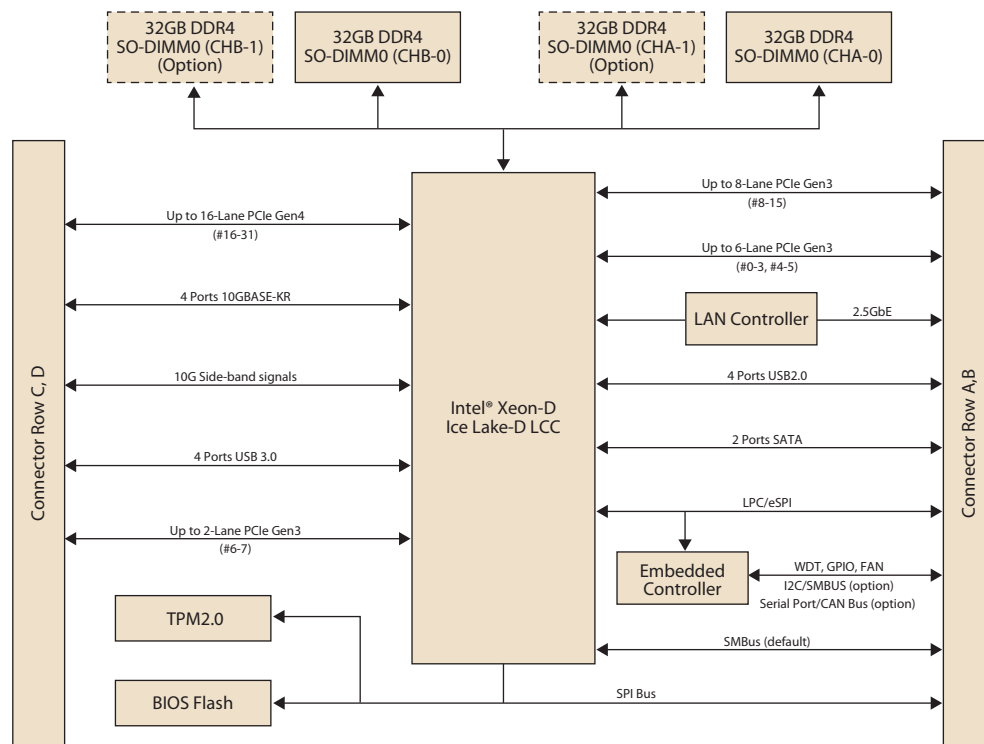 32GB DDR4
SO-DIMM0 (CHB-1)
(Option)
32GB DDR4
SO-DIMM0 (CHB-0)
32GB DDR4
SO-DIMM0 (CHA-1)
(Option)
32GB DDR4
SO-DIMM0 (CHA-0)
Connector Row C, D
Up to 16-Lane PCIe Gen4
(#16-31)
4 Ports 10GBASE-KR
10G Side-band signals
4 Ports USB 3.0
Up to 2-Lane PCIe Gen3
(#6-7)
TPM2.0
BIOS Flash
Intel® Xeon-D
Ice Lake-D LCC
Up to 8-Lane PCIe Gen3
(#8-15)
Up to 6-Lane PCIe Gen3
(#0-3, #4-5)
LAN Controller
2.5GbE
4 Ports USB2.0
2 Ports SATA
LPC/eSPI
Embedded
Controller
WDT, GPIO, FAN
I2C/SMBUS (option)
Serial Port/CAN Bus (option)
SMBus (default)
SPI Bus
Connector Row A,B